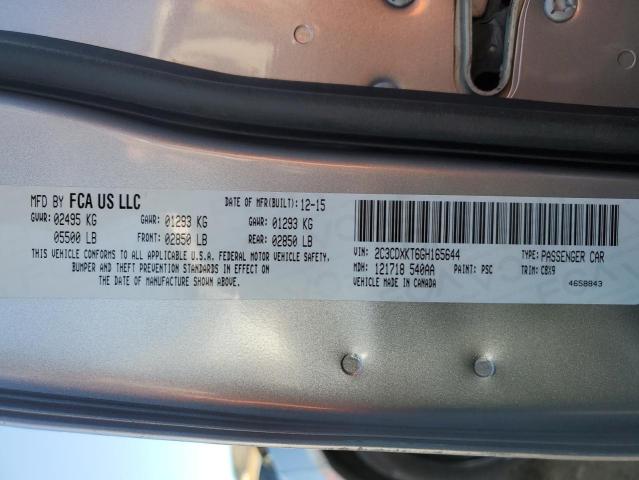 MFD BY FCA US LLC DATE OF MFR(BUILT): 12-15
GVWR: 02495 KG GAWR: 01293 KG GAWR: 01293 KG
05500 LB FRONT: 02850 LB REAR: 02850 LB
THIS VEHICLE CONFORMS TO ALL APPLICABLE U.S.A. FEDERAL MOTOR VEHICLE SAFETY,
BUMPER AND THEFT PREVENTION STANDARDS IN EFFECT ON
THE DATE OF MANUFACTURE SHOWN ABOVE.
VIN: 2C3CDXKT6GH165644 TYPE: PASSENGER CAR
MDH: 121718 540AA PAINT: PSC TRIM: CBX9
VEHICLE MADE IN CANADA 4658843